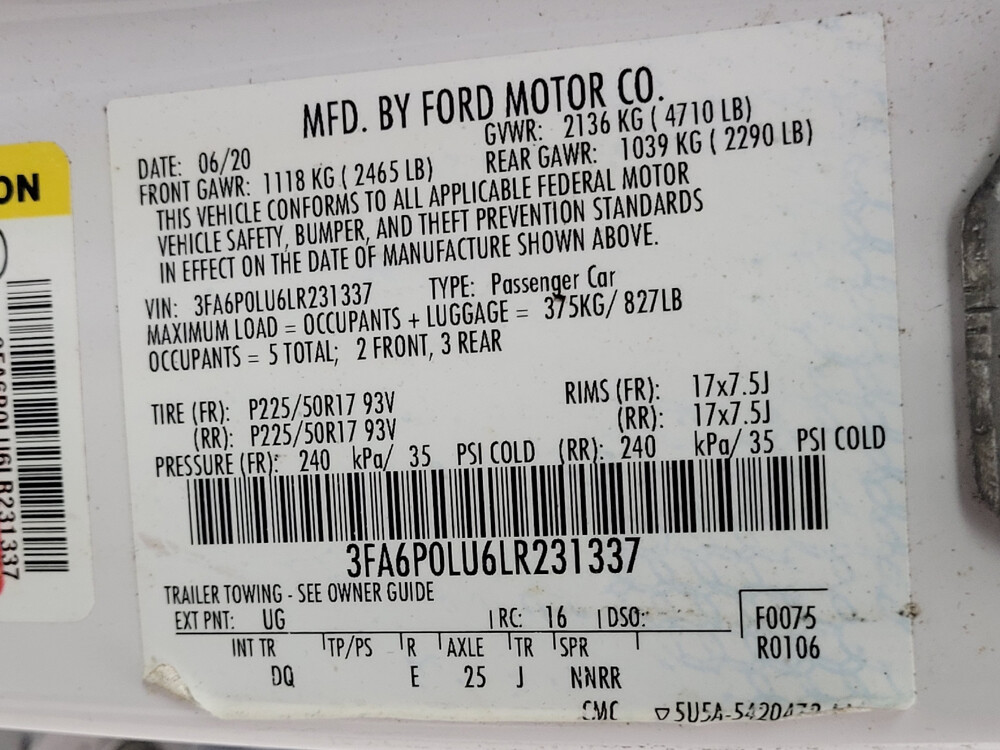 ON
3FA6P0LU6LR231337
MFD. BY FORD MOTOR CO.
DATE: 06/20 GVWR: 2136 KG ( 4710 LB)
FRONT GAWR: 1118 KG ( 2465 LB) REAR GAWR: 1039 KG ( 2290 LB)
THIS VEHICLE CONFORMS TO ALL APPLICABLE FEDERAL MOTOR
VEHICLE SAFETY, BUMPER, AND THEFT PREVENTION STANDARDS
IN EFFECT ON THE DATE OF MANUFACTURE SHOWN ABOVE.
VIN: 3FA6P0LU6LR231337 TYPE: Passenger Car
MAXIMUM LOAD = OCCUPANTS + LUGGAGE = 375KG/ 827LB
OCCUPANTS = 5 TOTAL; 2 FRONT, 3 REAR
TIRE (FR): P225/50R17 93V RIMS (FR): 17x7.5J
(RR): P225/50R17 93V (RR): 17x7.5J
PRESSURE (FR): 240 kPa/ 35 PSI COLD (RR): 240 kPa/ 35 PSI COLD
3FA6P0LU6LR231337
TRAILER TOWING - SEE OWNER GUIDE
EXT PNT: UG RC: 16 DSO: F0075
INT TR TP/PS R AXLE TR SPR R0106
DQ E 25 J NNRR
CMC 5U5A-5420472